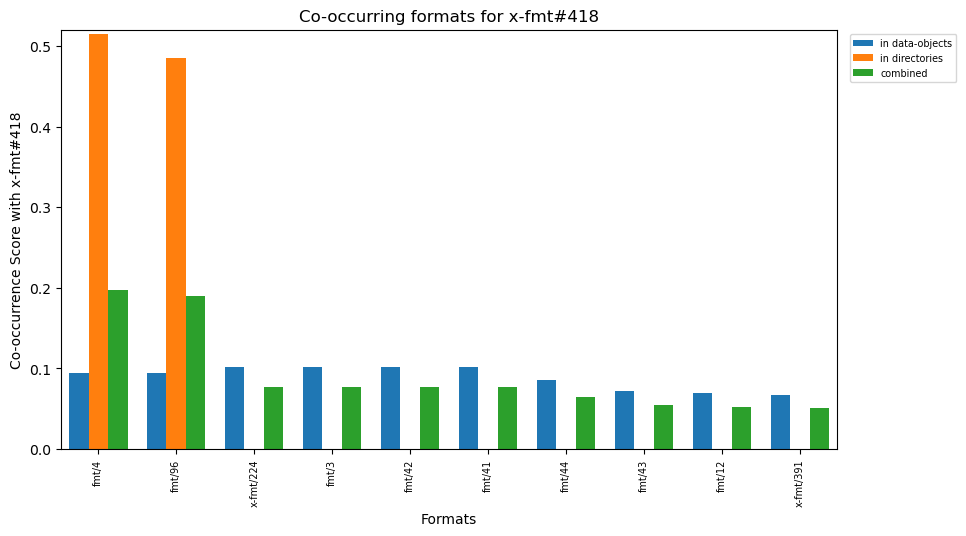 Co-occurring formats for x-fmt#418
in data-objects
in directories
combined
Co-occurrence Score with x-fmt#418
0.5
0.4
0.3
0.2
0.1
0.0
fmt/4
fmt/96
x-fmt/224
fmt/3
fmt/42
fmt/41
fmt/44
fmt/43
fmt/12
x-fmt/391
Formats